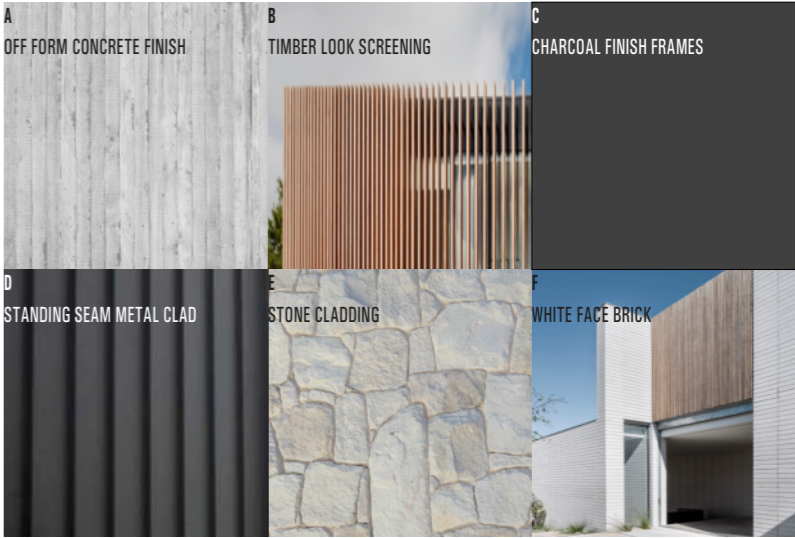 A
OFF FORM CONCRETE FINISH
B
TIMBER LOOK SCREENING
C
CHARCOAL FINISH FRAMES
D
STANDING SEAM METAL CLAD
E
STONE CLADDING
F
WHITE FACE BRICK